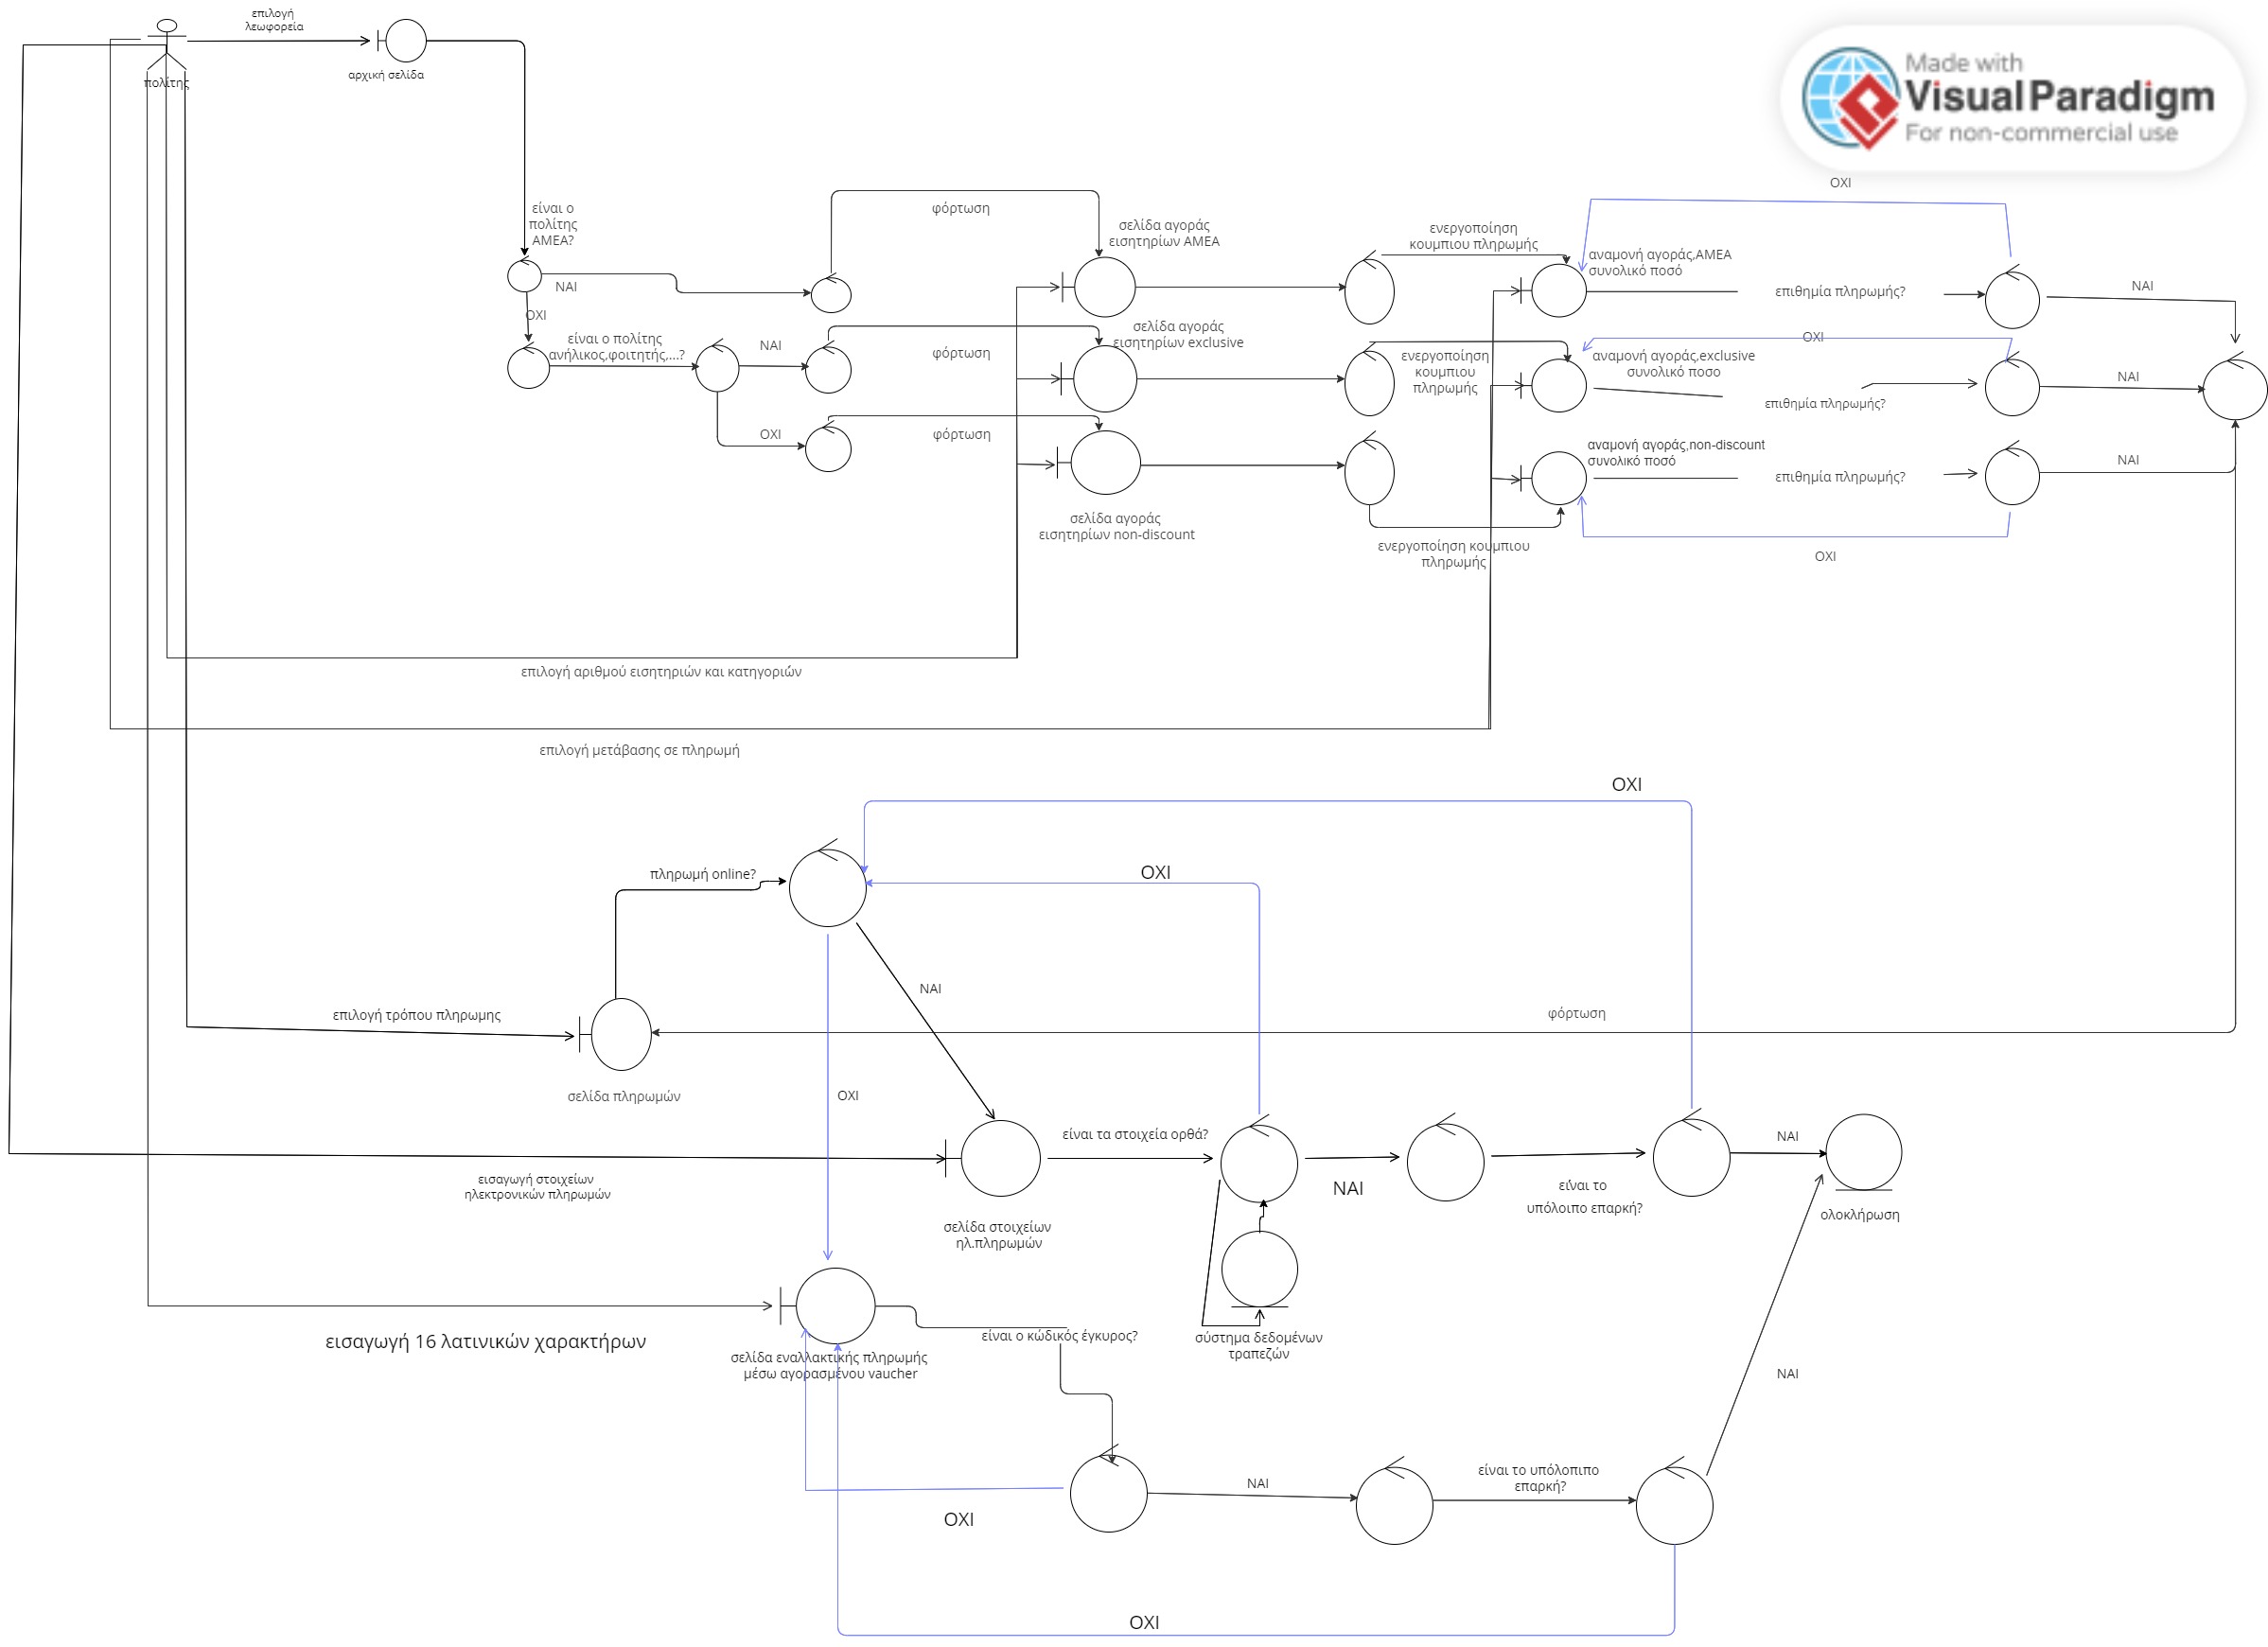 επιλογή
λεωφορεία
πολίτης
αρχική σελίδα
Made with
Visual Paradigm
For non-commercial use
ΟΧΙ
είναι ο
πολίτης
ΑΜΕΑ?
φόρτωση
σελίδα αγοράς
εισητηρίων ΑΜΕΑ
ενεργοποίηση
κουμπιου πληρωμής
αναμονή αγοράς,ΑΜΕΑ
συνολικό ποσό
ΝΑΙ
επιθημία πληρωμής?
ΝΑΙ
ΟΧΙ
είναι ο πολίτης
ανήλικος,φοιτητής,...?
ΝΑΙ
φόρτωση
σελίδα αγοράς
εισητηρίων exclusive
ενεργοποίηση
κουμπιου
πληρωμής
αναμονή αγοράς,exclusive
συνολικό ποσο
ΟΧΙ
επιθημία πληρωμής?
ΝΑΙ
ΟΧΙ
φόρτωση
αναμονή αγοράς,non-discount
συνολικό ποσό
επιθημία πληρωμής?
ΝΑΙ
σελίδα αγοράς
εισητηρίων non-discount
ενεργοποίηση κουμπιου
πληρωμής
ΟΧΙ
επιλογή αριθμού εισητηριών και κατηγοριών
επιλογή μετάβασης σε πληρωμή
ΟΧΙ
πληρωμή online?
ΟΧΙ
ΝΑΙ
επιλογή τρόπου πληρωμης
φόρτωση
σελίδα πληρωμών
ΟΧΙ
είναι τα στοιχεία ορθά?
ΝΑΙ
εισαγωγή στοιχείων
ηλεκτρονικών πληρωμών
ΝΑΙ
είναι το
υπόλοιπο επαρκή?
ολοκλήρωση
σελίδα στοιχείων
ηλ.πληρωμών
εισαγωγή 16 λατινικών χαρακτήρων
είναι ο κώδικός έγκυρος?
σύστημα δεδομένων
τραπεζών
σελίδα εναλλακτικής πληρωμής
μέσω αγορασμένου vaucher
ΝΑΙ
ΝΑΙ
είναι το υπόλοπιπο
επαρκή?
ΟΧΙ
ΟΧΙ